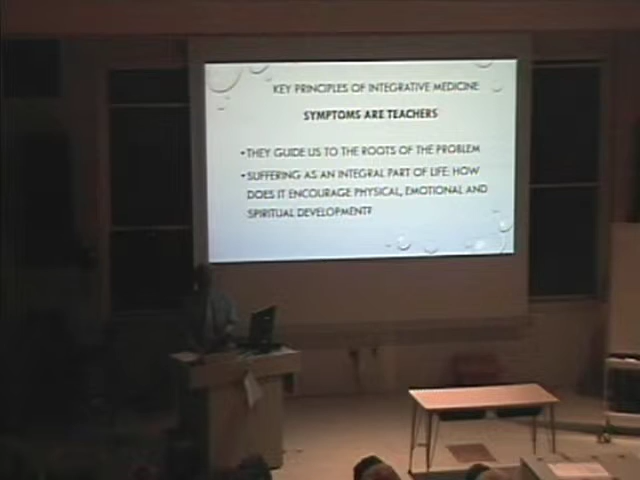 KEY PRINCIPLES OF INTEGRATIVE MEDICINE
SYMPTOMS ARE TEACHERS
•THEY GUIDE US TO THE ROOTS OF THE PROBLEM
•SUFFERING AS AN INTEGRAL PART OF LIFE: HOW
DOES IT ENCOURAGE PHYSICAL, EMOTIONAL AND
SPIRITUAL DEVELOPMENT?